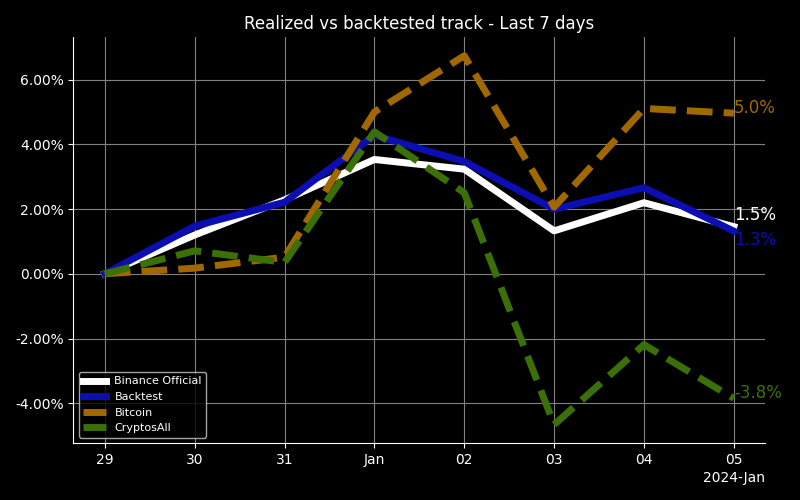 Realized vs backtested track - Last 7 days
6.00%
4.00%
2.00%
0.00%
-2.00%
-4.00%
5.0%
1.5%
1.3%
-3.8%
Binance Official
Backtest
Bitcoin
CryptosAll
29 30 31 Jan 02 03 04 05
2024-Jan